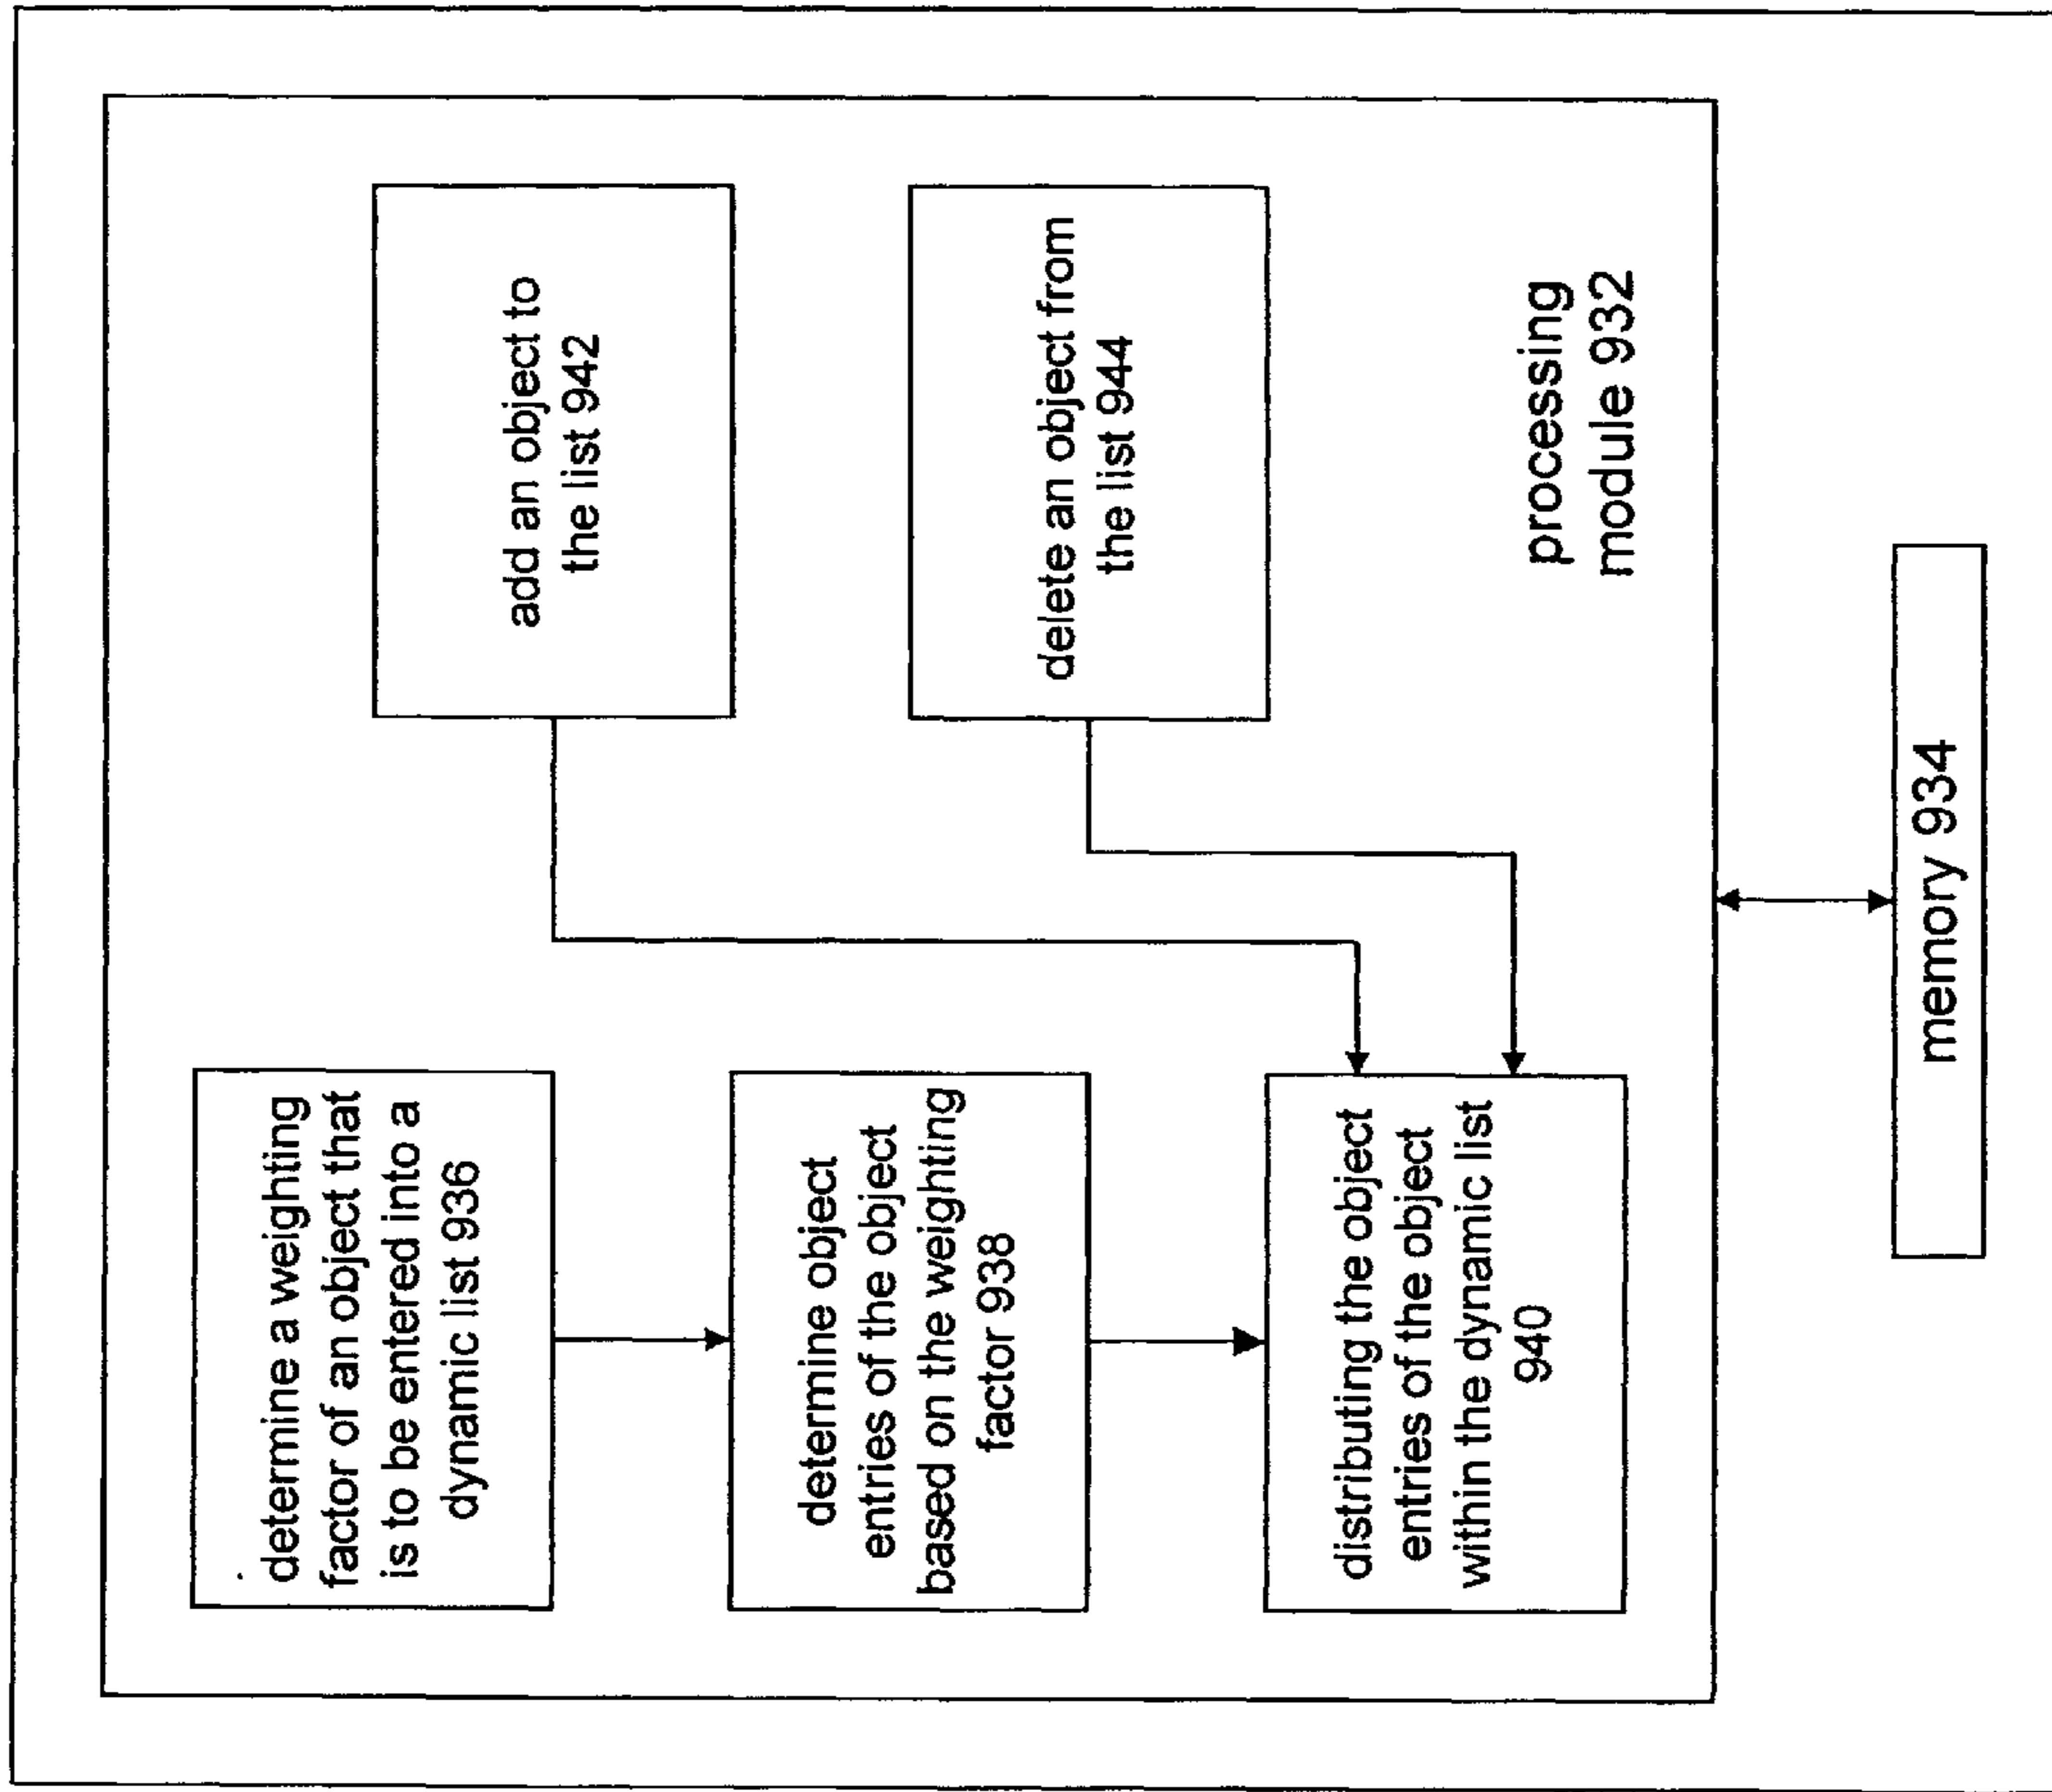 determine a weighting
factor of an object that
is to be entered into a
dynamic list 936
determine object
entries of the object
based on the weighting
factor 938
distributing the object
entries of the object
within the dynamic list
940
add an object to
the list 942
delete an object from
the list 944
processing
module 932
memory 934